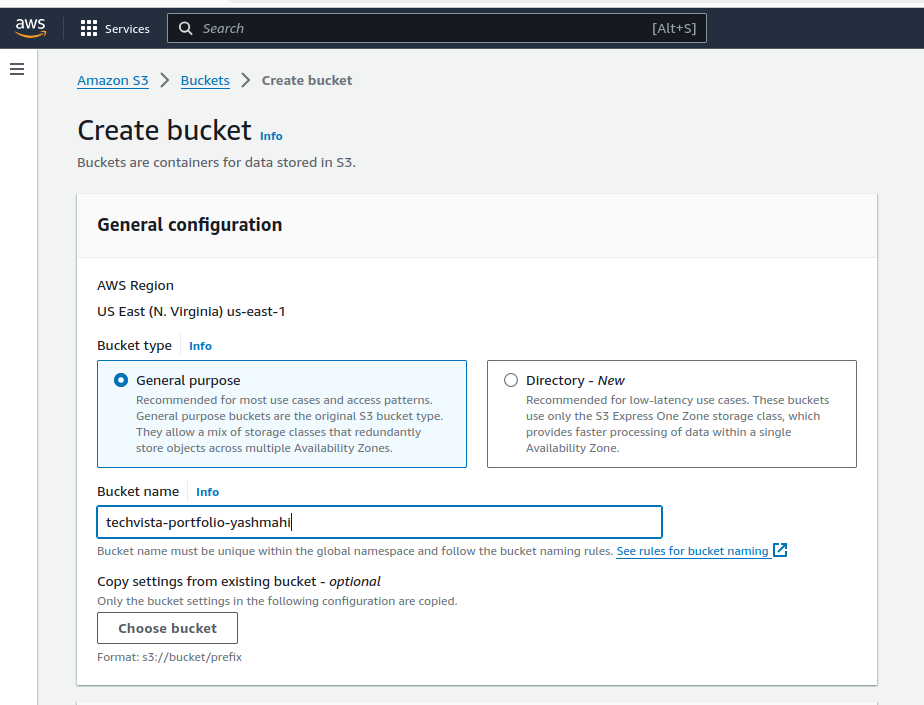 aws Services Search [Alt+S]
Amazon S3 Buckets Create bucket
Create bucket Info
Buckets are containers for data stored in S3.
General configuration
AWS Region
US East (N. Virginia) us-east-1
Bucket type Info
General purpose
Recommended for most use cases and access patterns.
General purpose buckets are the original S3 bucket type.
They allow a mix of storage classes that redundantly
store objects across multiple Availability Zones.
Directory - New
Recommended for low-latency use cases. These buckets
use only the S3 Express One Zone storage class, which
provides faster processing of data within a single
Availability Zone.
Bucket name Info
techvista-portfolio-yashmahi
Bucket name must be unique within the global namespace and follow the bucket naming rules. See rules for bucket naming
Copy settings from existing bucket - optional
Only the bucket settings in the following configuration are copied.
Choose bucket
Format: s3://bucket/prefix